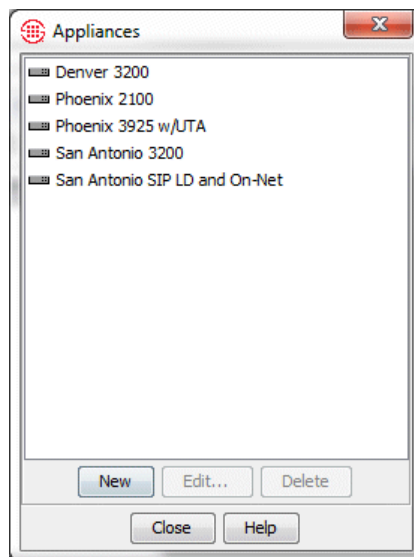 Appliances
Denver 3200
Phoenix 2100
Phoenix 3925 w/UTA
San Antonio 3200
San Antonio SIP LD and On-Net
New Edit... Delete
Close Help